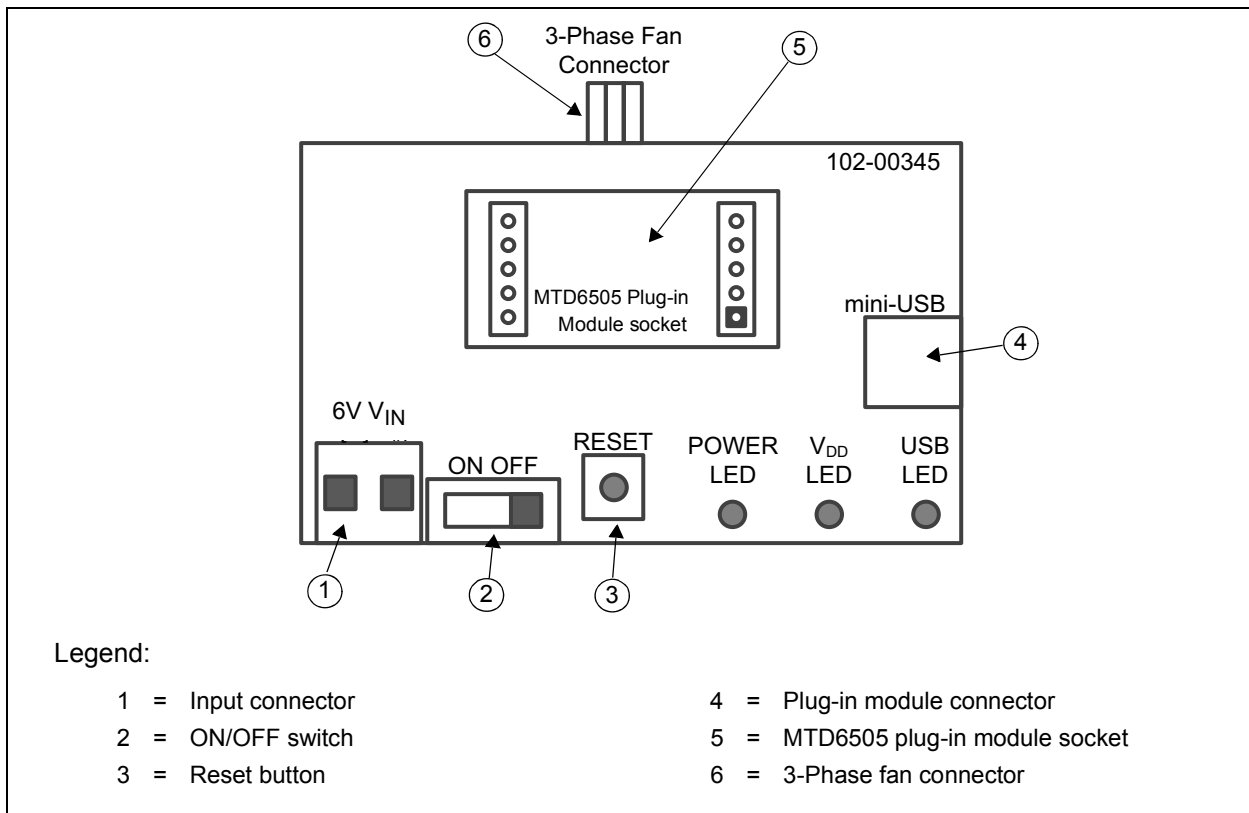 6
3-Phase Fan
Connector
5
102-00345
MTD6505 Plug-in
Module socket
mini-USB
4
6V VIN
ON OFF
RESET
POWER
LED
VDD
LED
USB
LED
1
2
3
Legend:
1 = Input connector
2 = ON/OFF switch
3 = Reset button
4 = Plug-in module connector
5 = MTD6505 plug-in module socket
6 = 3-Phase fan connector